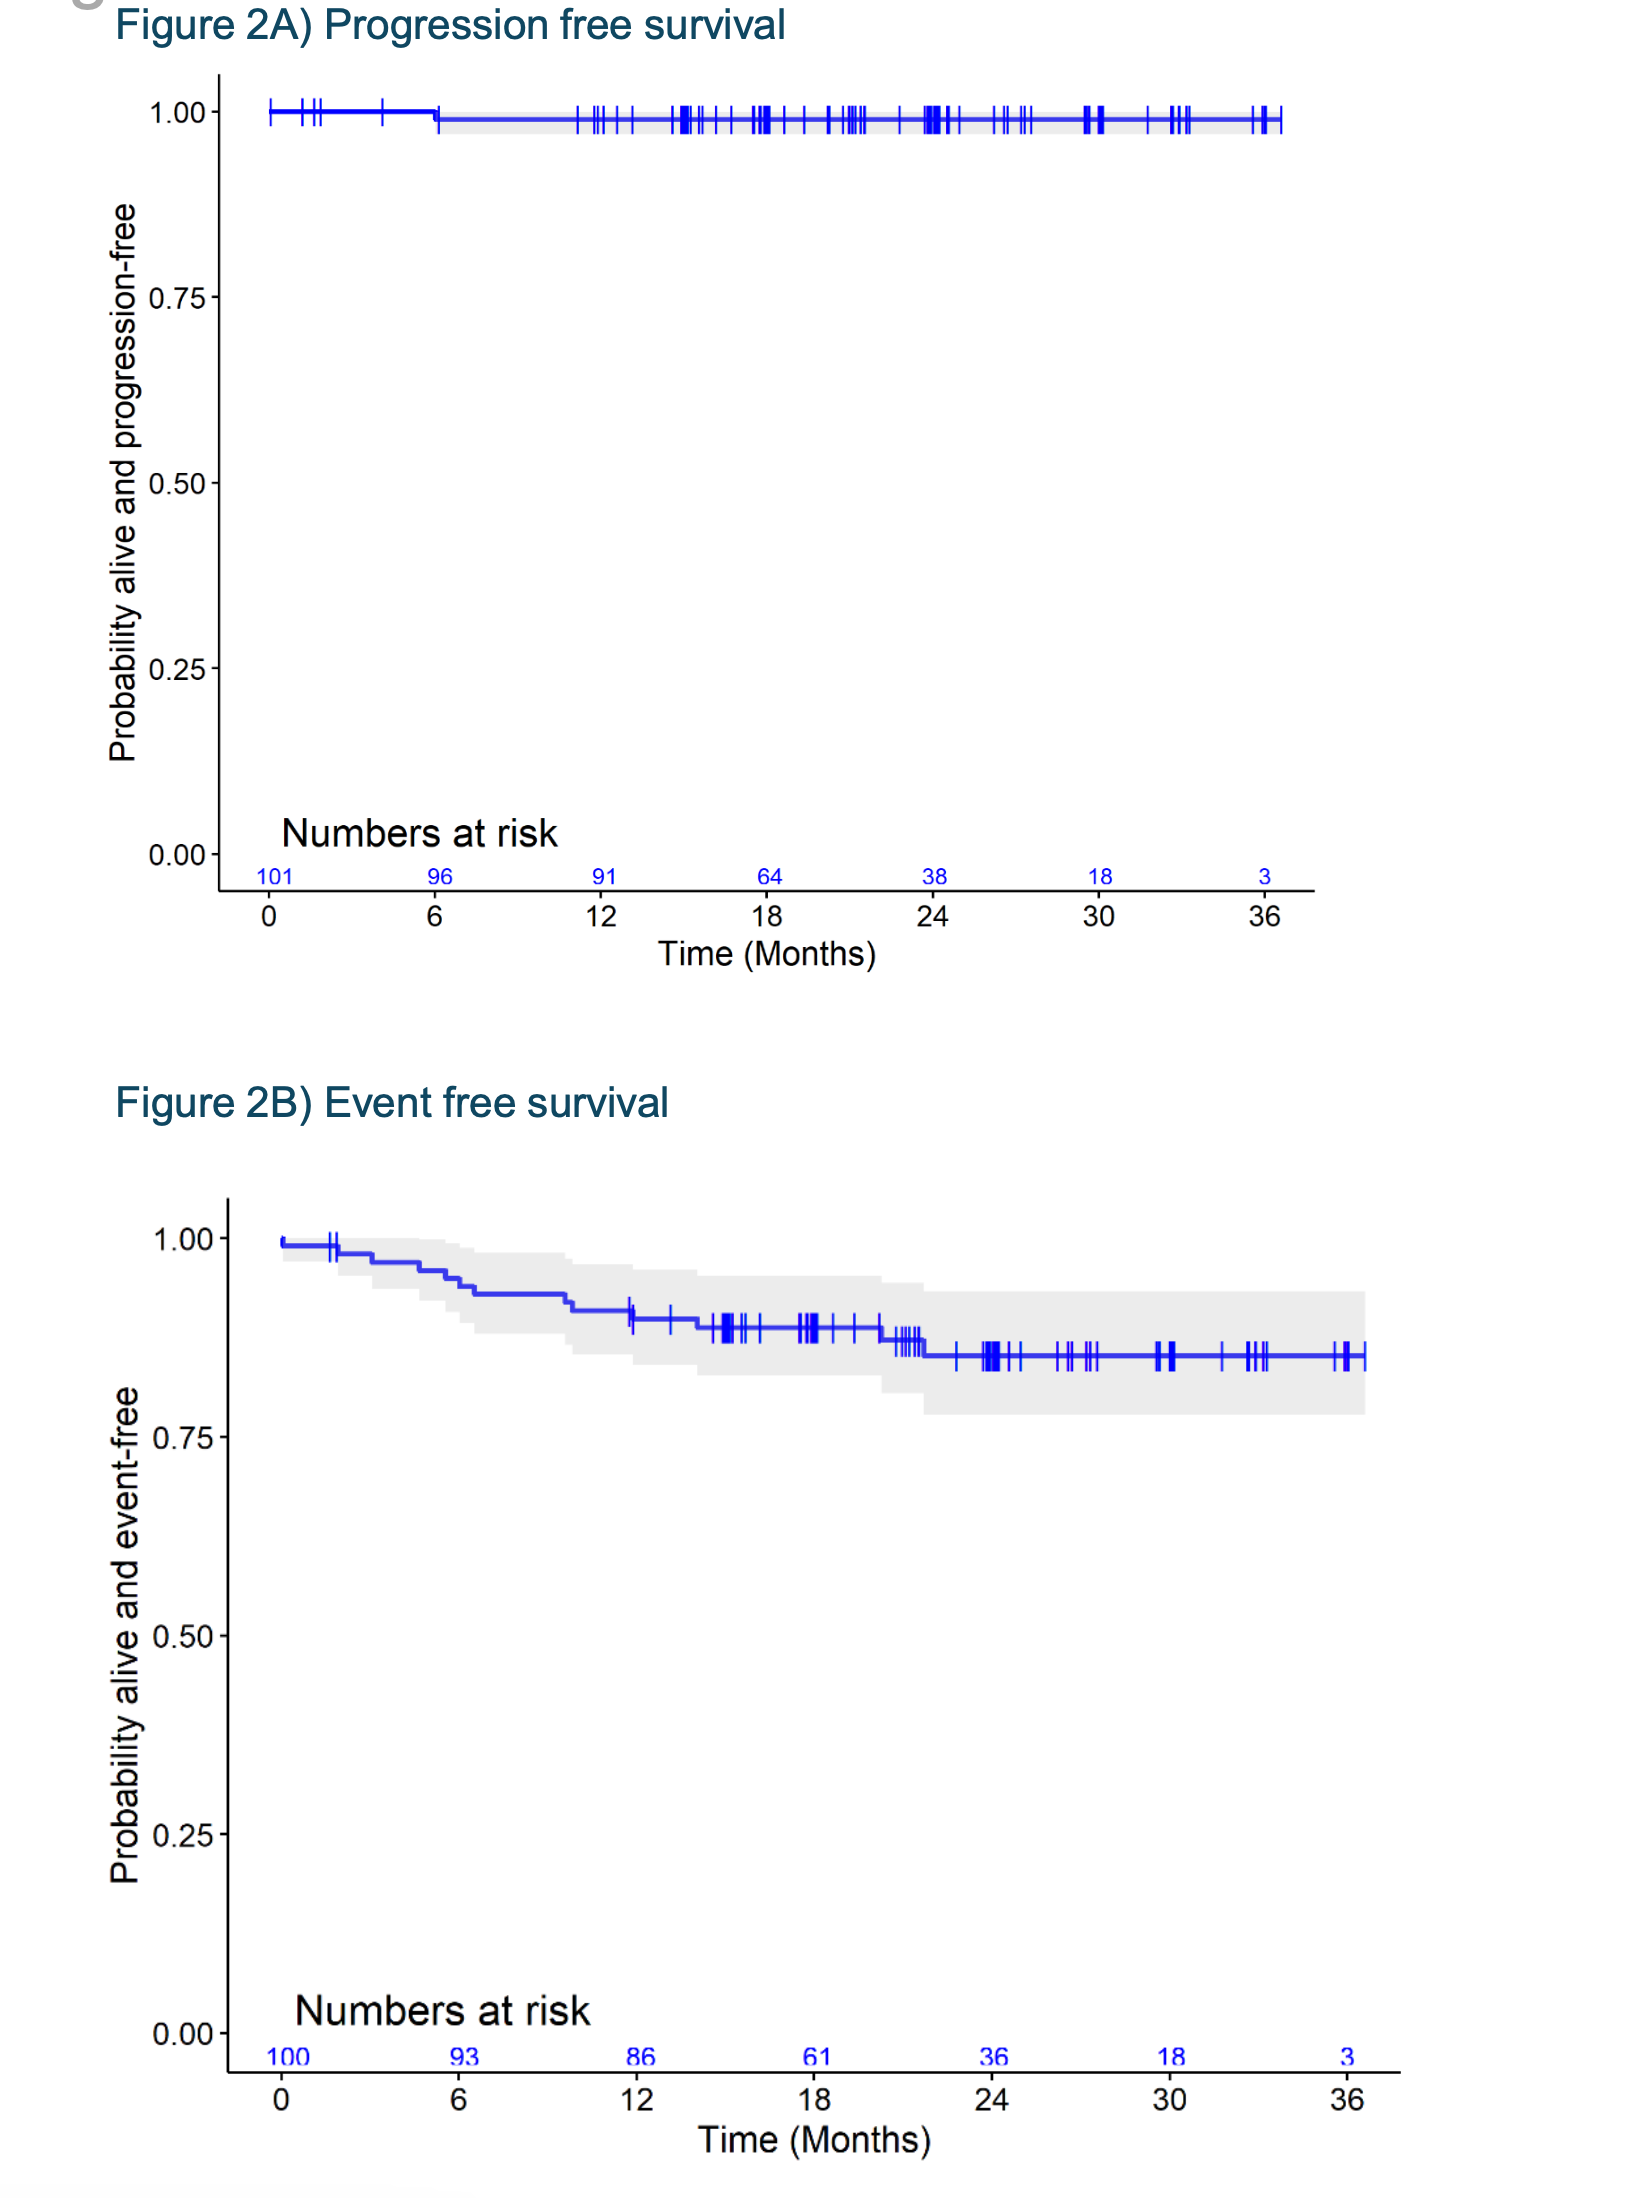 Figure 2A) Progression free survival
Probability alive and progression-free
1.00
0.75
0.50
0.25
0.00
Numbers at risk
101 96 91 64 38 18 3
0 6 12 18 24 30 36
Time (Months)
Figure 2B) Event free survival
Probability alive and event-free
1.00
0.75
0.50
0.25
0.00
Numbers at risk
100 93 86 61 36 18 3
0 6 12 18 24 30 36
Time (Months)